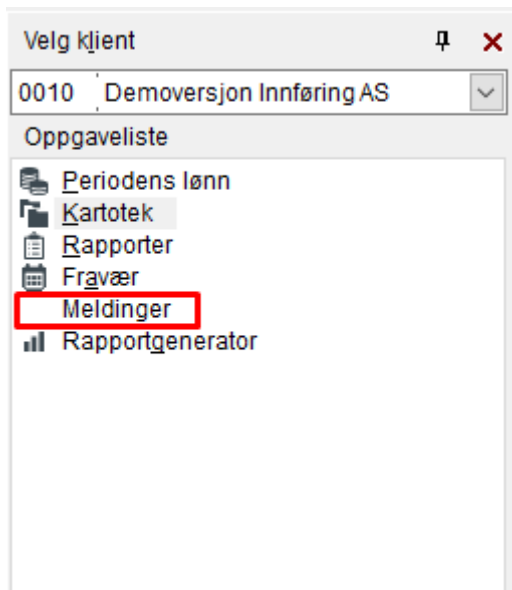 Velg klient
0010 Demoversjon Innføring AS
Oppgaveliste
Periodens lønn
Kartotek
Rapporter
Fravær
Meldinger
Rapportgenerator